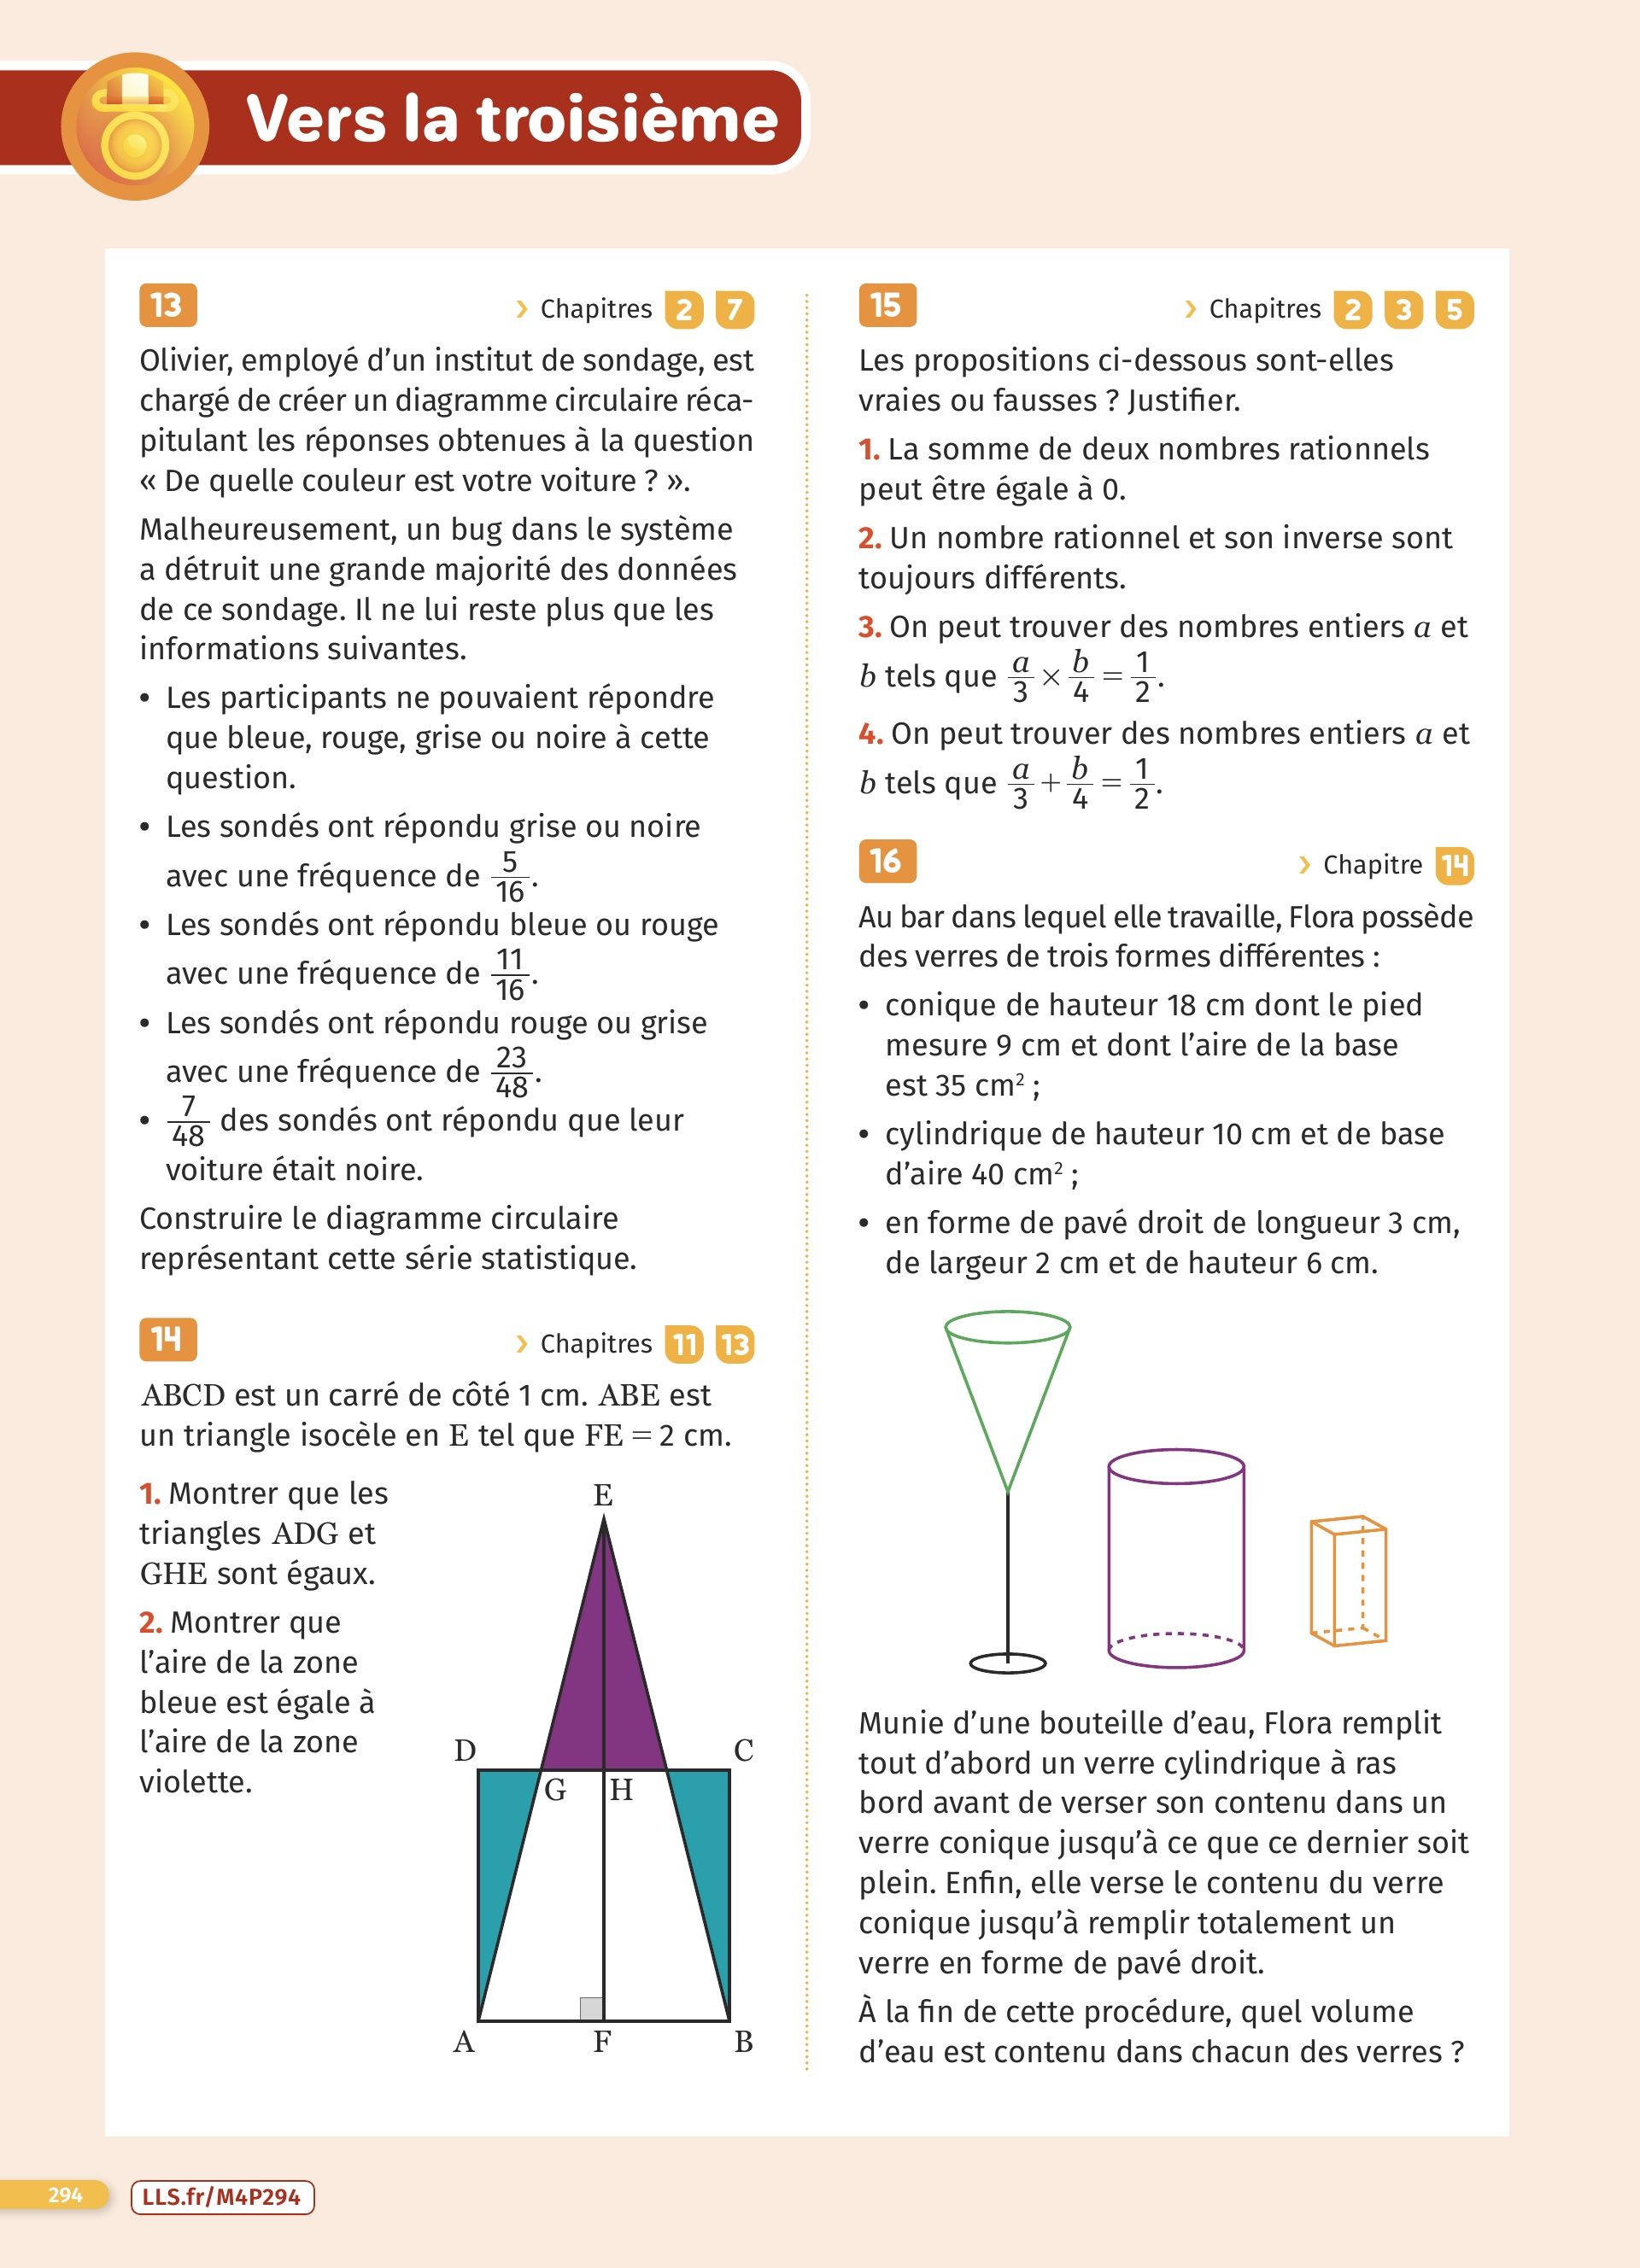 Vers la troisième
13
› Chapitres 2 7
Olivier, employé d’un institut de sondage, est
chargé de créer un diagramme circulaire réca-
pitulant les réponses obtenues à la question
« De quelle couleur est votre voiture ? ».
Malheureusement, un bug dans le système
a détruit une grande majorité des données
de ce sondage. Il ne lui reste plus que les
informations suivantes.
• Les participants ne pouvaient répondre
que bleue, rouge, grise ou noire à cette
question.
• Les sondés ont répondu grise ou noire
avec une fréquence de 5/16.
• Les sondés ont répondu bleue ou rouge
avec une fréquence de 11/16.
• Les sondés ont répondu rouge ou grise
avec une fréquence de 23/48.
• 7/48 des sondés ont répondu que leur
voiture était noire.
Construire le diagramme circulaire
représentant cette série statistique.
14
› Chapitres 11 13
ABCD est un carré de côté 1 cm. ABE est
un triangle isocèle en E tel que FE = 2 cm.
1. Montrer que les
triangles ADG et
GHE sont égaux.
2. Montrer que
l’aire de la zone
bleue est égale à
l’aire de la zone
violette.
E
D
C
G
H
A
F
B
15
› Chapitres 2 3 5
Les propositions ci-dessous sont-elles
vraies ou fausses ? Justifier.
1. La somme de deux nombres rationnels
peut être égale à 0.
2. Un nombre rationnel et son inverse sont
toujours différents.
3. On peut trouver des nombres entiers a et
b tels que a/3 × b/4 = 1/2.
4. On peut trouver des nombres entiers a et
b tels que a/3 + b/4 = 1/2.
16
› Chapitre 14
Au bar dans lequel elle travaille, Flora possède
des verres de trois formes différentes :
• conique de hauteur 18 cm dont le pied
mesure 9 cm et dont l’aire de la base
est 35 cm² ;
• cylindrique de hauteur 10 cm et de base
d’aire 40 cm² ;
• en forme de pavé droit de longueur 3 cm,
de largeur 2 cm et de hauteur 6 cm.
Munie d’une bouteille d’eau, Flora remplit
tout d’abord un verre cylindrique à ras
bord avant de verser son contenu dans un
verre conique jusqu’à ce que ce dernier soit
plein. Enfin, elle verse le contenu du verre
conique jusqu’à remplir totalement un
verre en forme de pavé droit.
À la fin de cette procédure, quel volume
d’eau est contenu dans chacun des verres ?
294
LLS.fr/M4P294